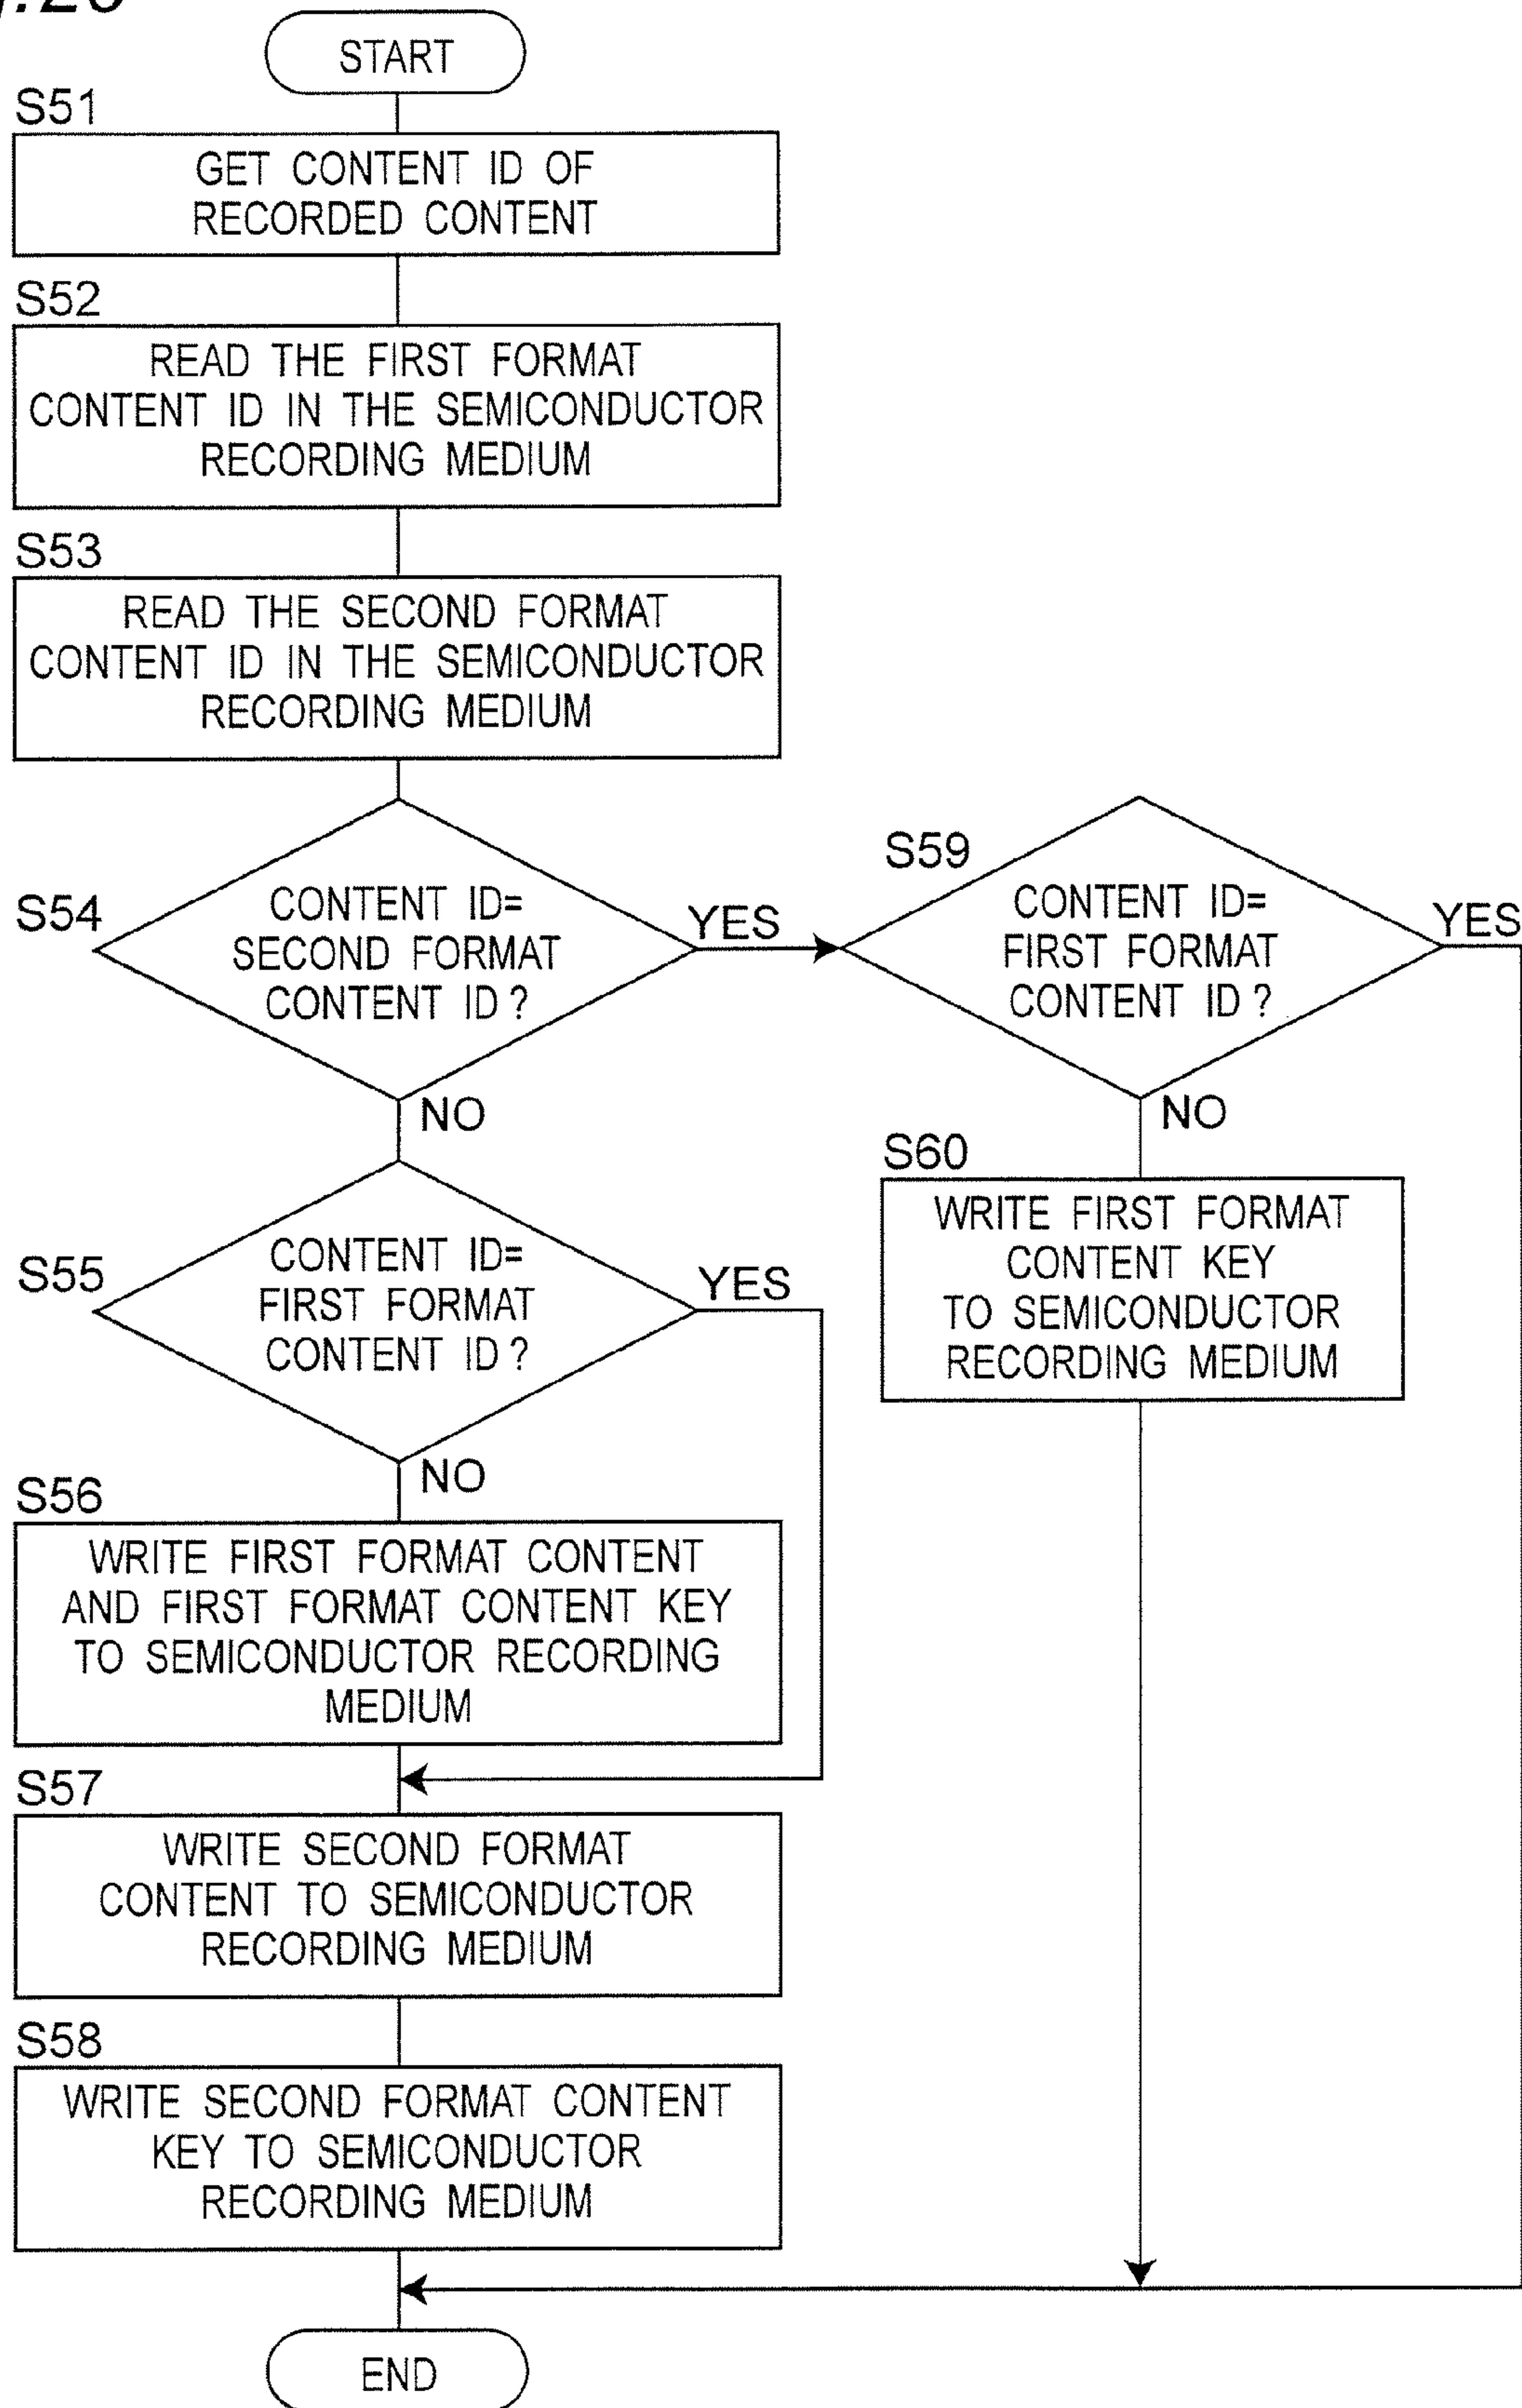 START
S51
GET CONTENT ID OF
RECORDED CONTENT
S52
READ THE FIRST FORMAT
CONTENT ID IN THE SEMICONDUCTOR
RECORDING MEDIUM
S53
READ THE SECOND FORMAT
CONTENT ID IN THE SEMICONDUCTOR
RECORDING MEDIUM
S54
CONTENT ID=
SECOND FORMAT
CONTENT ID ?
YES
NO
S59
CONTENT ID=
FIRST FORMAT
CONTENT ID ?
YES
NO
S60
WRITE FIRST FORMAT
CONTENT KEY
TO SEMICONDUCTOR
RECORDING MEDIUM
S55
CONTENT ID=
FIRST FORMAT
CONTENT ID ?
YES
NO
S56
WRITE FIRST FORMAT CONTENT
AND FIRST FORMAT CONTENT KEY
TO SEMICONDUCTOR RECORDING
MEDIUM
S57
WRITE SECOND FORMAT
CONTENT TO SEMICONDUCTOR
RECORDING MEDIUM
S58
WRITE SECOND FORMAT CONTENT
KEY TO SEMICONDUCTOR
RECORDING MEDIUM
END